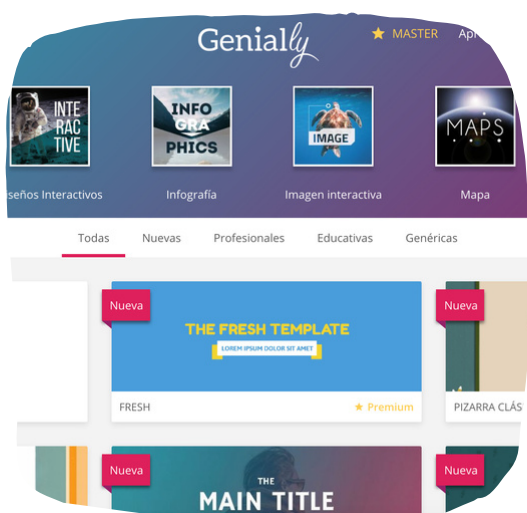 Genially
MASTER
INTE
RAC
TIVE
INFO
GRA
PHICS
IMAGE
MAPS
Interactivos
Infografía
Imagen interactiva
Mapa
Todas
Nuevas
Profesionales
Educativas
Genéricas
Nueva
Nueva
THE FRESH TEMPLATE
LOREM IPSUM DOLOR SIT AMET
FRESH
Premium
PIZARRA CLÁS
Nueva
Nueva
THE
MAIN TITLE